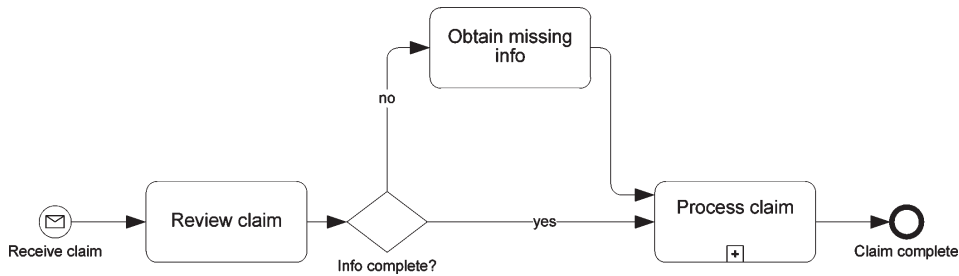 Obtain missing
info
no
Review claim
Process claim
yes
Receive claim
Info complete?
Claim complete